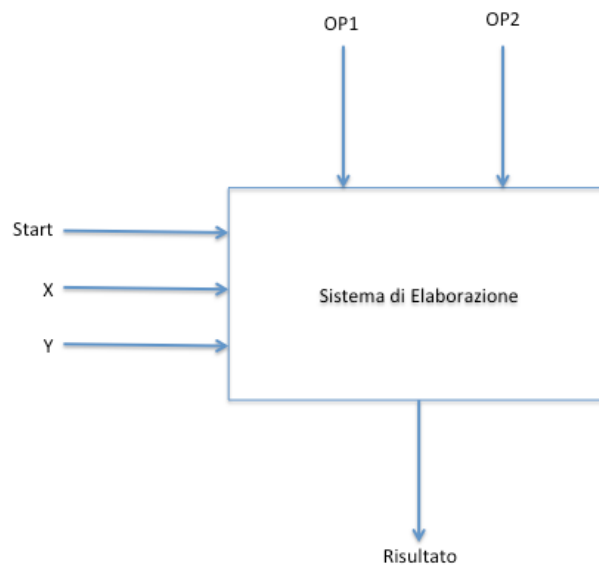 OP1
OP2
Start
X
Sistema di Elaborazione
Y
Risultato